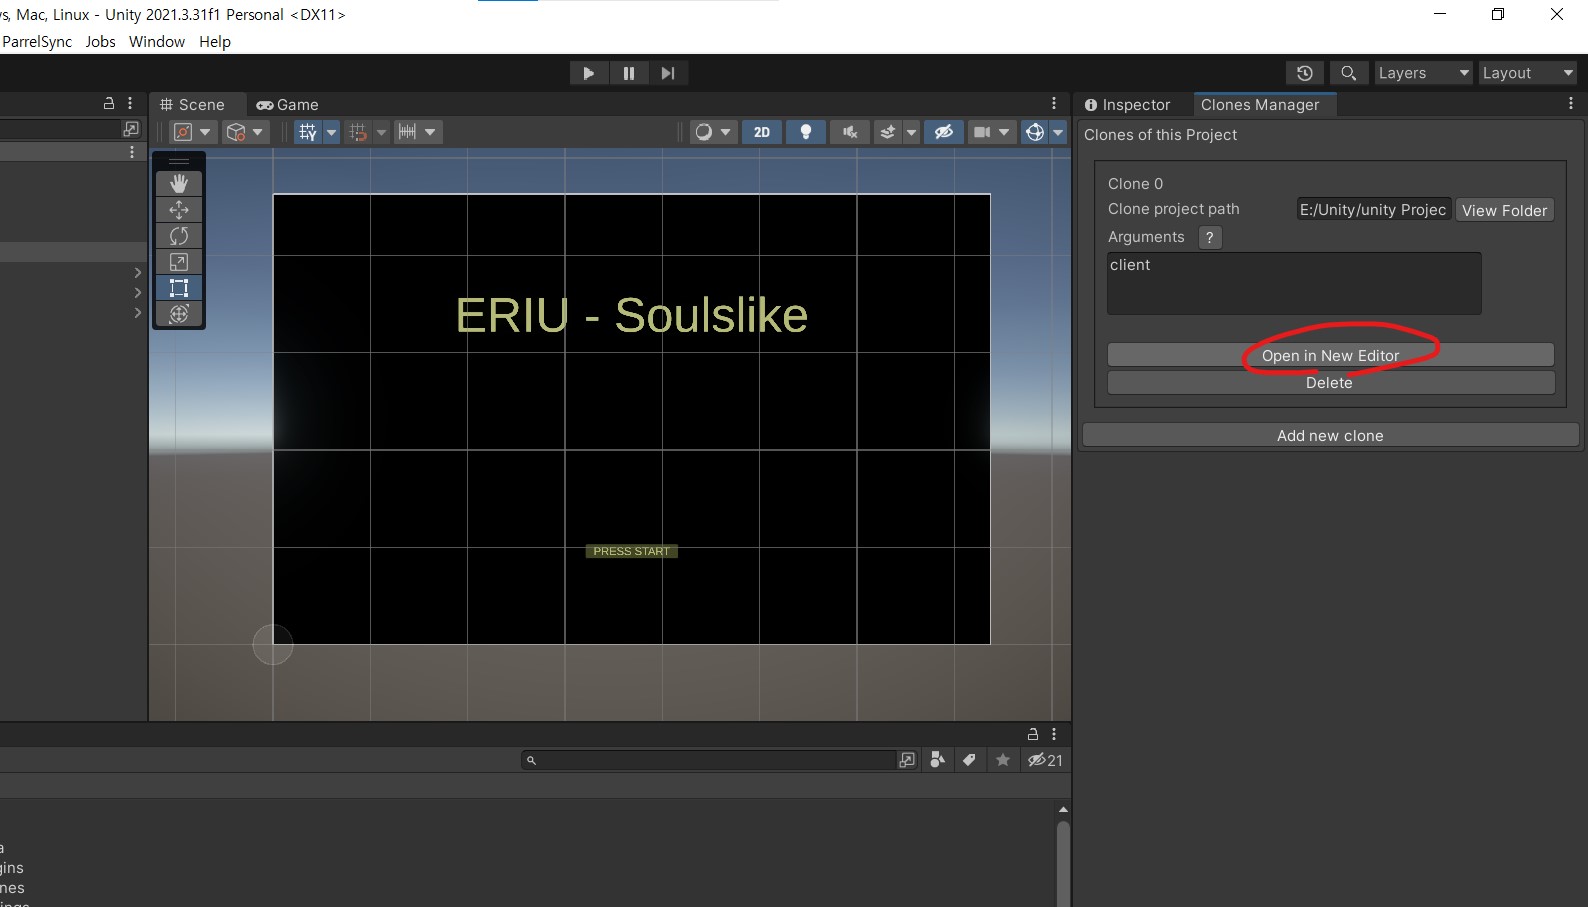 s, Mac, Linux - Unity 2021.3.31f1 Personal <DX11>
ParrelSync Jobs Window Help
Layers Layout
Scene Game
Inspector Clones Manager
2D
Clones of this Project
Clone 0
Clone project path E:/Unity/unity Projec View Folder
Arguments ?
client
ERIU - Soulslike
Open in New Editor
Delete
Add new clone
PRESS START
21
a
gins
nes
ings